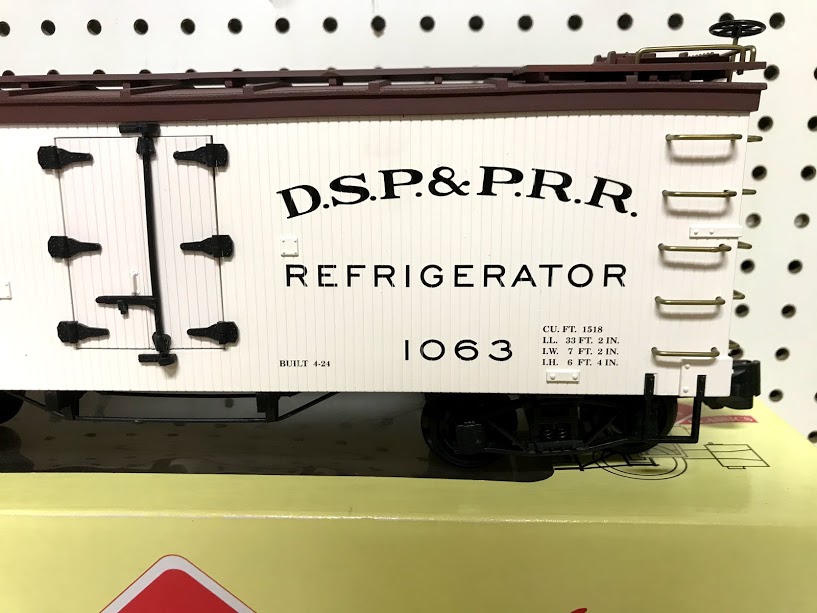 D.S.P.&P.R.R.
REFRIGERATOR
1063
BUILT 4-24
CU. FT. 1518
LL. 33 FT. 2 IN.
I.W. 7 FT. 2 IN.
I.H. 6 FT. 4 IN.